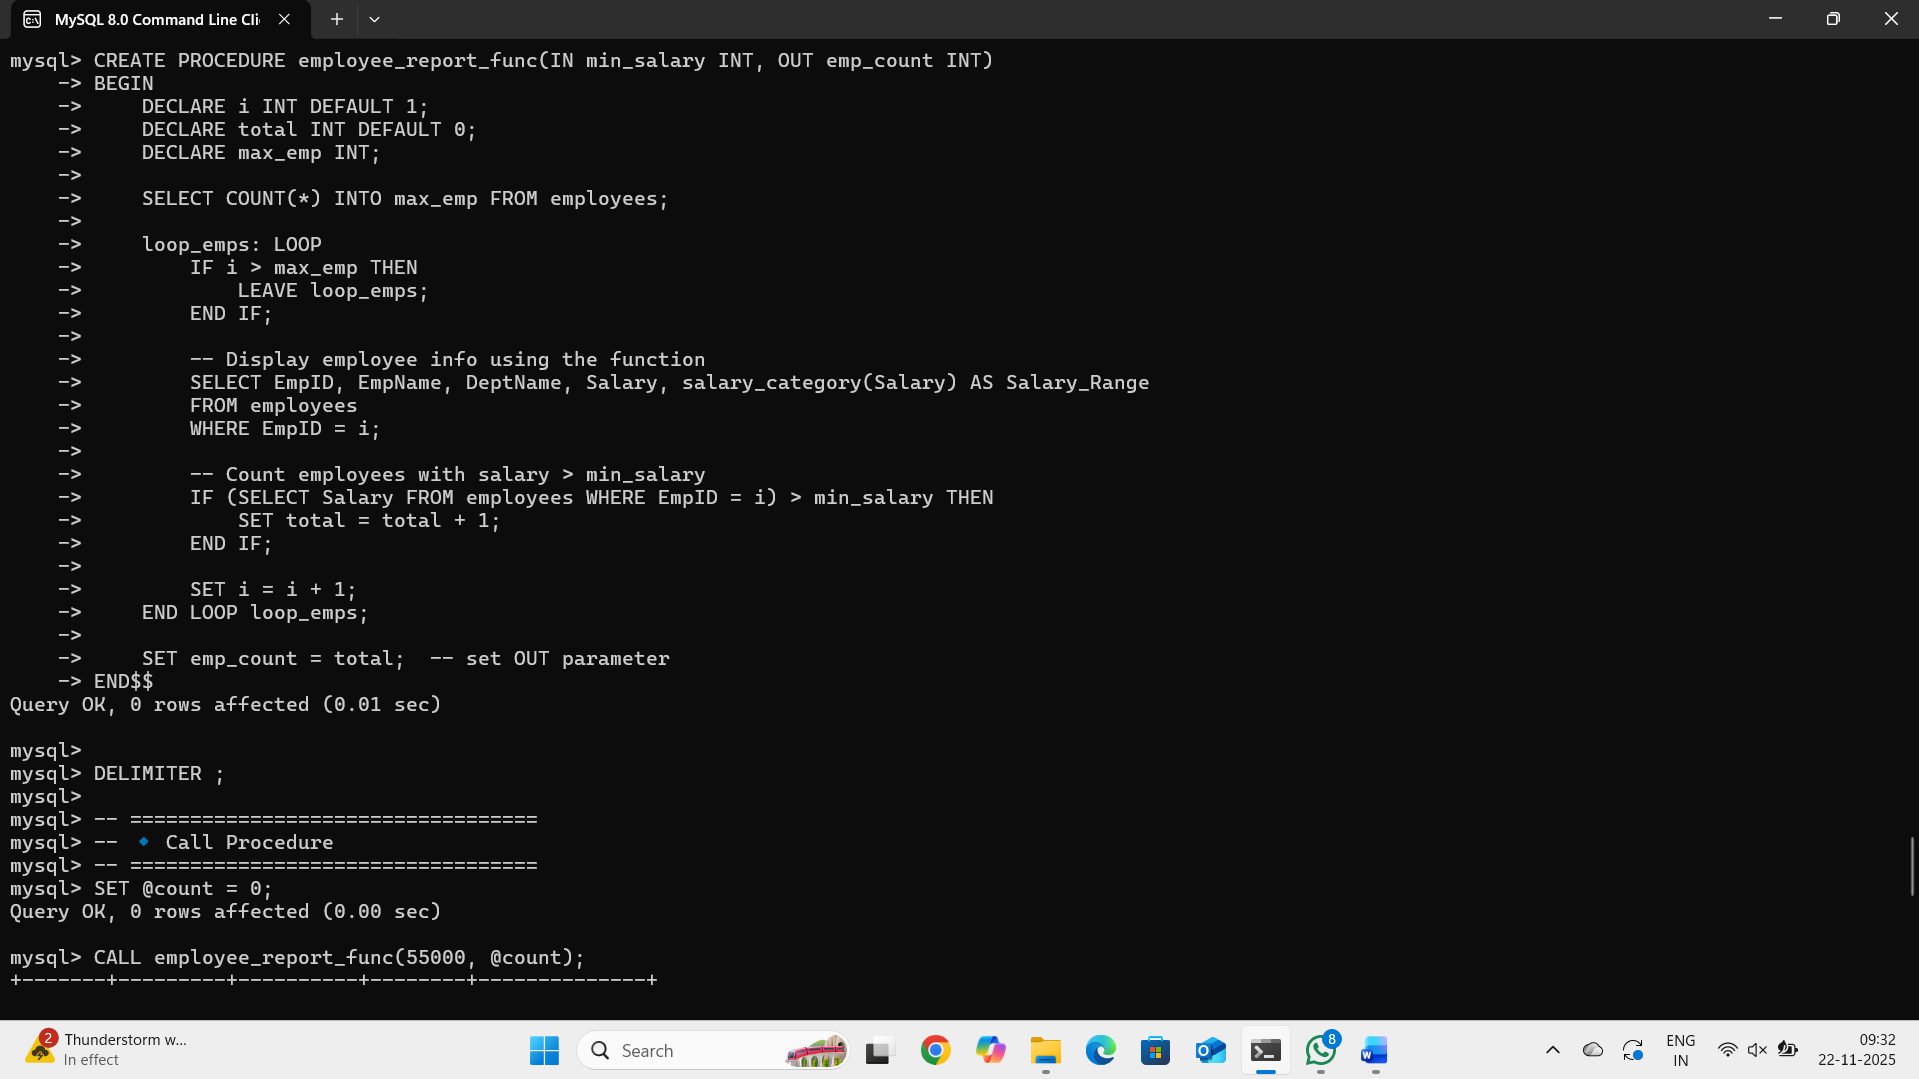 MySQL 8.0 Command Line Cli
mysql> CREATE PROCEDURE employee_report_func(IN min_salary INT, OUT emp_count INT)
    -> BEGIN
    ->     DECLARE i INT DEFAULT 1;
    ->     DECLARE total INT DEFAULT 0;
    ->     DECLARE max_emp INT;
    ->
    ->     SELECT COUNT(*) INTO max_emp FROM employees;
    ->
    ->     loop_emps: LOOP
    ->         IF i > max_emp THEN
    ->             LEAVE loop_emps;
    ->         END IF;
    ->
    ->         -- Display employee info using the function
    ->         SELECT EmpID, EmpName, DeptName, Salary, salary_category(Salary) AS Salary_Range
    ->         FROM employees
    ->         WHERE EmpID = i;
    ->
    ->         -- Count employees with salary > min_salary
    ->         IF (SELECT Salary FROM employees WHERE EmpID = i) > min_salary THEN
    ->             SET total = total + 1;
    ->         END IF;
    ->
    ->         SET i = i + 1;
    ->     END LOOP loop_emps;
    ->
    ->     SET emp_count = total;  -- set OUT parameter
    -> END$$
Query OK, 0 rows affected (0.01 sec)
mysql>
mysql> DELIMITER ;
mysql>
mysql> -- ==================================
mysql> -- 🔹 Call Procedure
mysql> -- ==================================
mysql> SET @count = 0;
Query OK, 0 rows affected (0.00 sec)
mysql> CALL employee_report_func(55000, @count);
+-------+---------+----------+--------+--------------+
2
Thunderstorm w...
In effect
Search
8
ENG
IN
09:32
22-11-2025